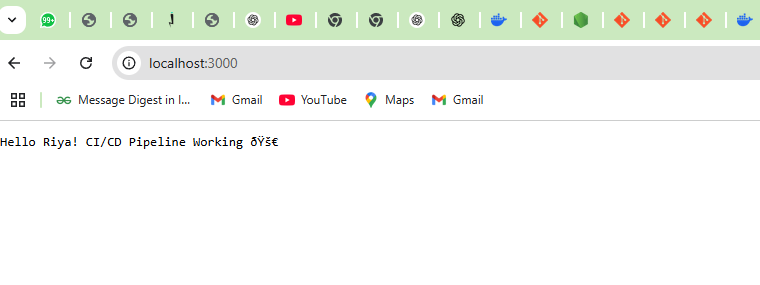 99+
localhost:3000
Message Digest in I... Gmail YouTube Maps Gmail
Hello Riya! CI/CD Pipeline Working ðŸš€